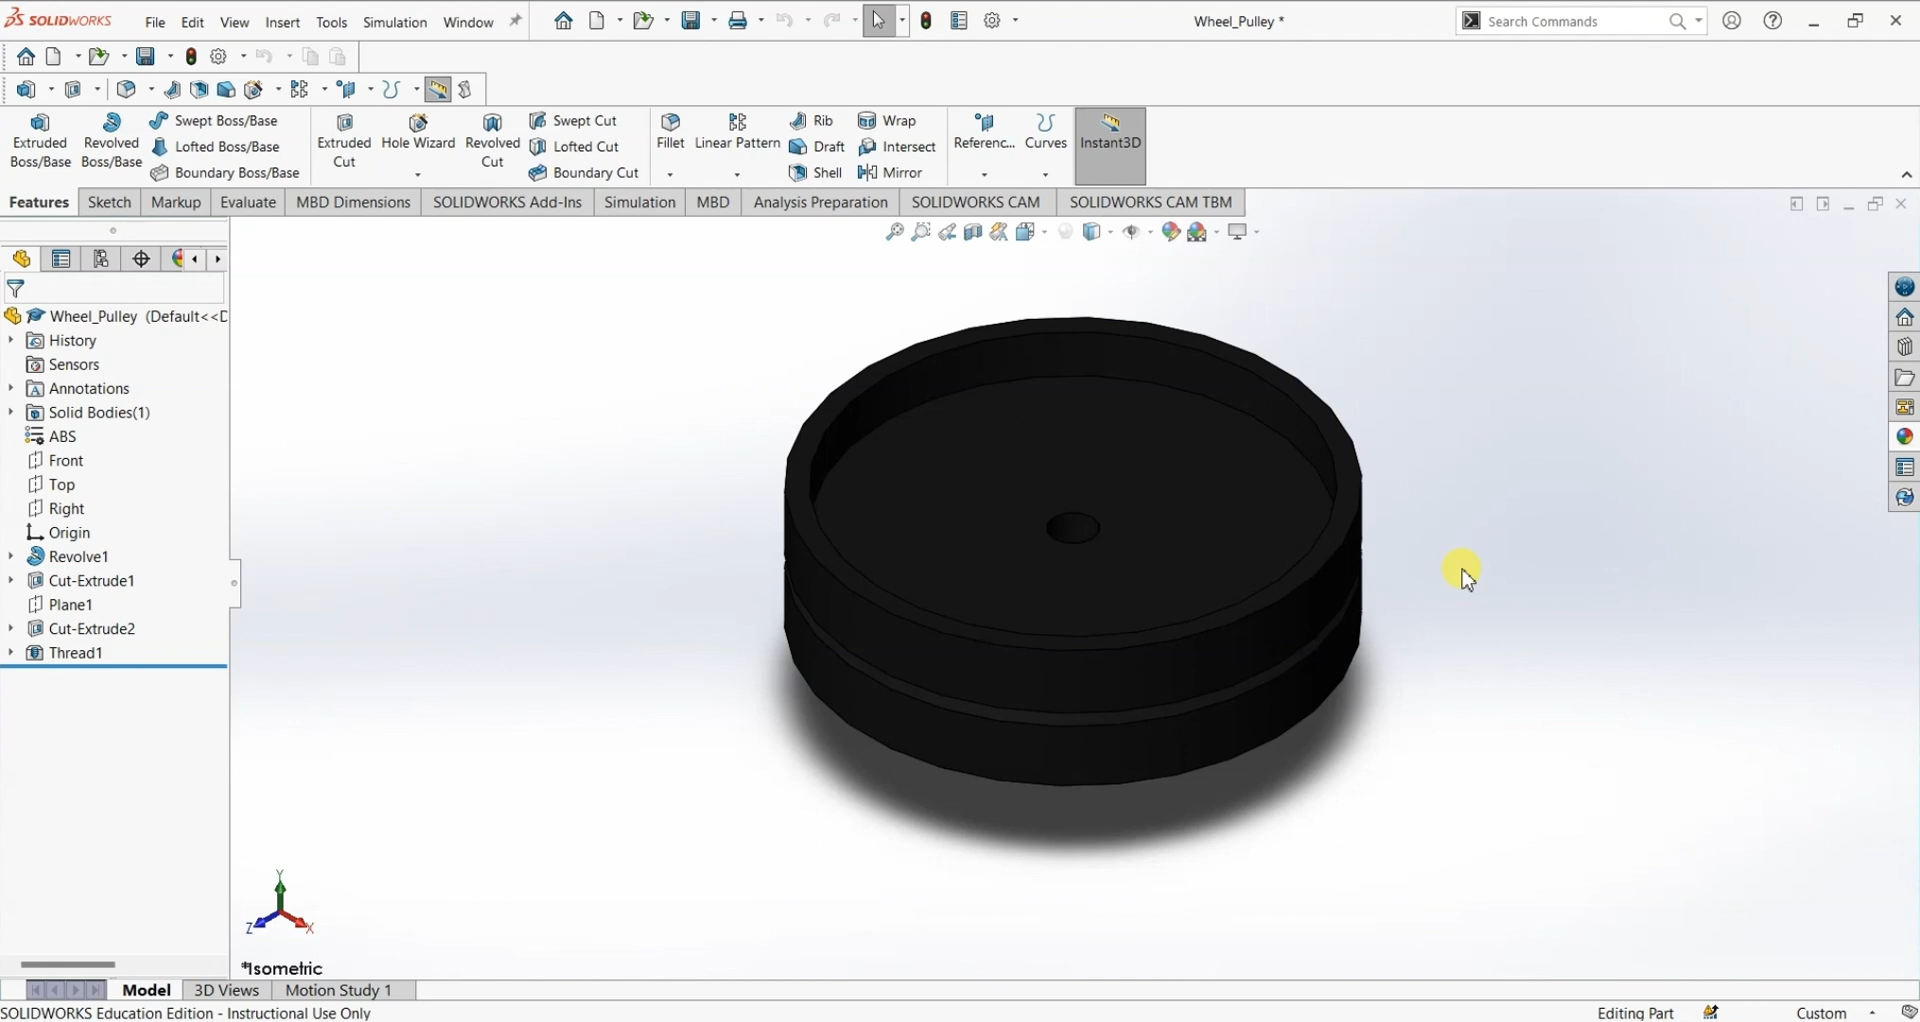 SOLIDWORKS File Edit View Insert Tools Simulation Window Wheel_Pulley * Search Commands
Extruded Boss/Base
Revolved Boss/Base
Swept Boss/Base
Lofted Boss/Base
Boundary Boss/Base
Extruded Cut
Hole Wizard
Revolved Cut
Swept Cut
Lofted Cut
Boundary Cut
Fillet
Linear Pattern
Rib
Draft
Shell
Wrap
Intersect
Mirror
Referenc...
Curves
Instant3D
Features Sketch Markup Evaluate MBD Dimensions SOLIDWORKS Add-Ins Simulation MBD Analysis Preparation SOLIDWORKS CAM SOLIDWORKS CAM TBM
Wheel_Pulley (Default<<D
History
Sensors
Annotations
Solid Bodies(1)
ABS
Front
Top
Right
Origin
Revolve1
Cut-Extrude1
Plane1
Cut-Extrude2
Thread1
Y
Z X
*Isometric
Model 3D Views Motion Study 1
SOLIDWORKS Education Edition - Instructional Use Only Editing Part Custom